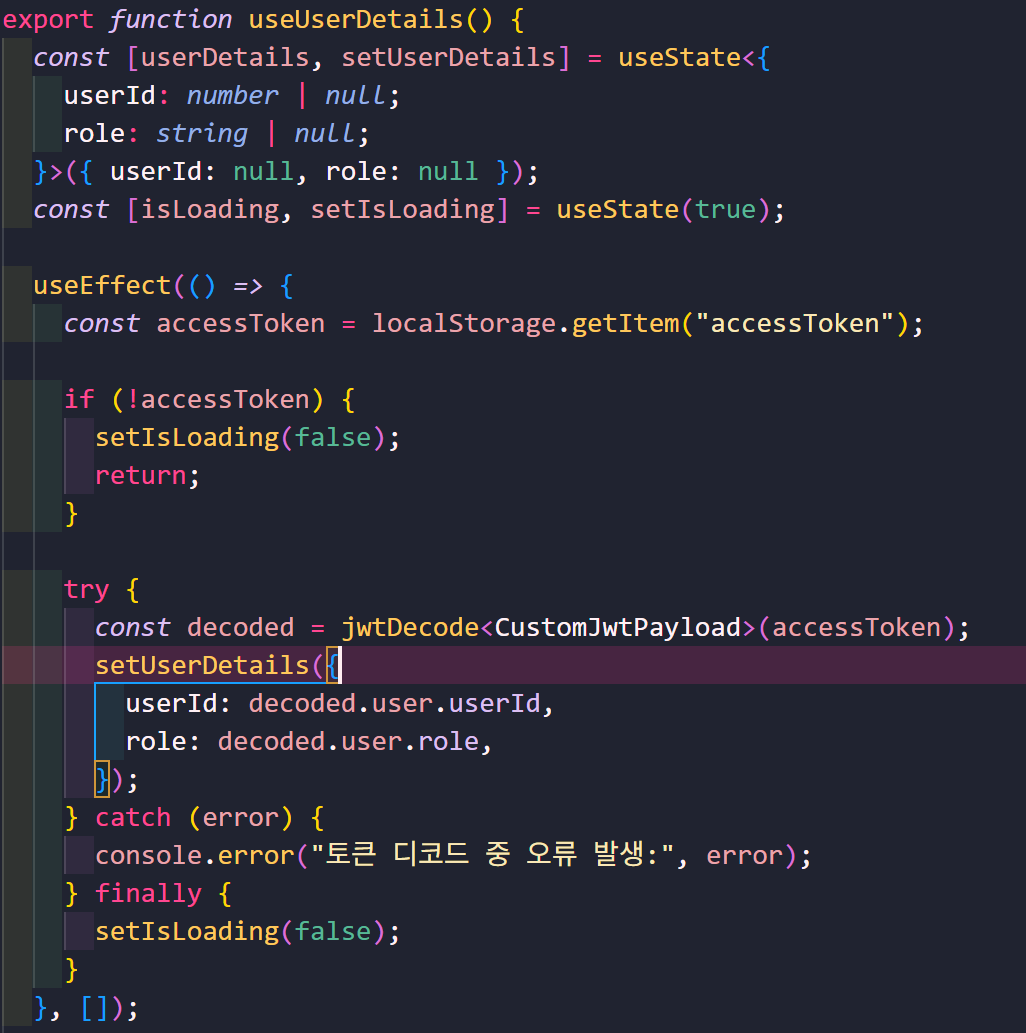 export function useUserDetails() {
const [userDetails, setUserDetails] = useState<{
userId: number | null;
role: string | null;
}>({ userId: null, role: null });
const [isLoading, setIsLoading] = useState(true);
useEffect(() => {
const accessToken = localStorage.getItem("accessToken");
if (!accessToken) {
setIsLoading(false);
return;
}
try {
const decoded = jwtDecode<CustomJwtPayload>(accessToken);
setUserDetails({
userId: decoded.user.userId,
role: decoded.user.role,
});
} catch (error) {
console.error("토큰 디코드 중 오류 발생:", error);
} finally {
setIsLoading(false);
}
}, []);